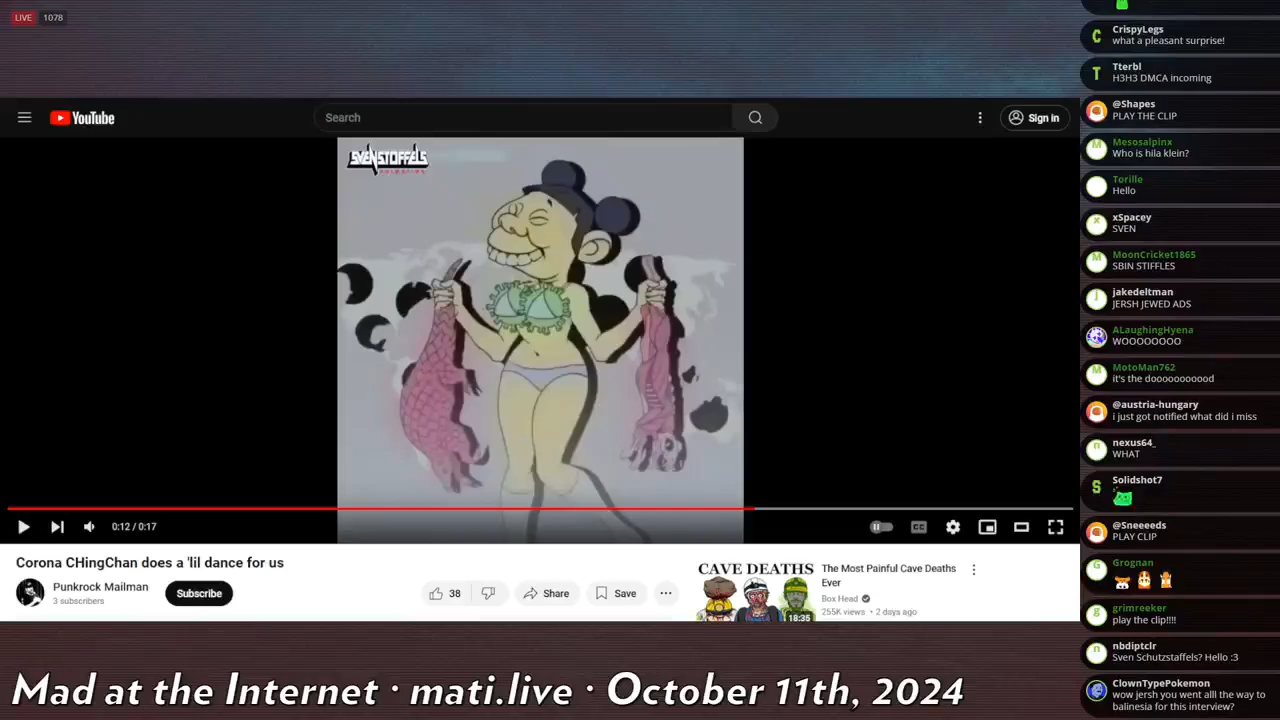 LIVE 1078
YouTube
Search
Sign in
SVENSTOFFELS
ANIMATION
0:12 / 0:17
CC
Corona CHingChan does a 'lil dance for us
Punkrock Mailman
3 subscribers
Subscribe
38
Share
Save
CAVE DEATHS
18:35
The Most Painful Cave Deaths
Ever
Box Head
255K views • 2 days ago
Mad at the Internet · mati.live · October 11th, 2024
C
CrispyLegs
what a pleasant surprise!
T
Tterbl
H3H3 DMCA incoming
@Shapes
PLAY THE CLIP
M
Mesosalpinx
Who is hila klein?
Torille
Hello
x
xSpacey
SVEN
M
MoonCricket1865
SBIN STIFFLES
j
jakedeltman
JERSH JEWED ADS
ALaughingHyena
WOOOOOOOO
M
MotoMan762
it's the dooooooooood
@austria-hungary
i just got notified what did i miss
n
nexus64_
WHAT
S
Solidshot7
@Sneeeeds
PLAY CLIP
G
Grognan
g
grimreeker
play the clip!!!!
n
nbdiptclr
Sven Schutzstaffels? Hello :3
ClownTypePokemon
wow jersh you went alll the way to
balinesia for this interview?